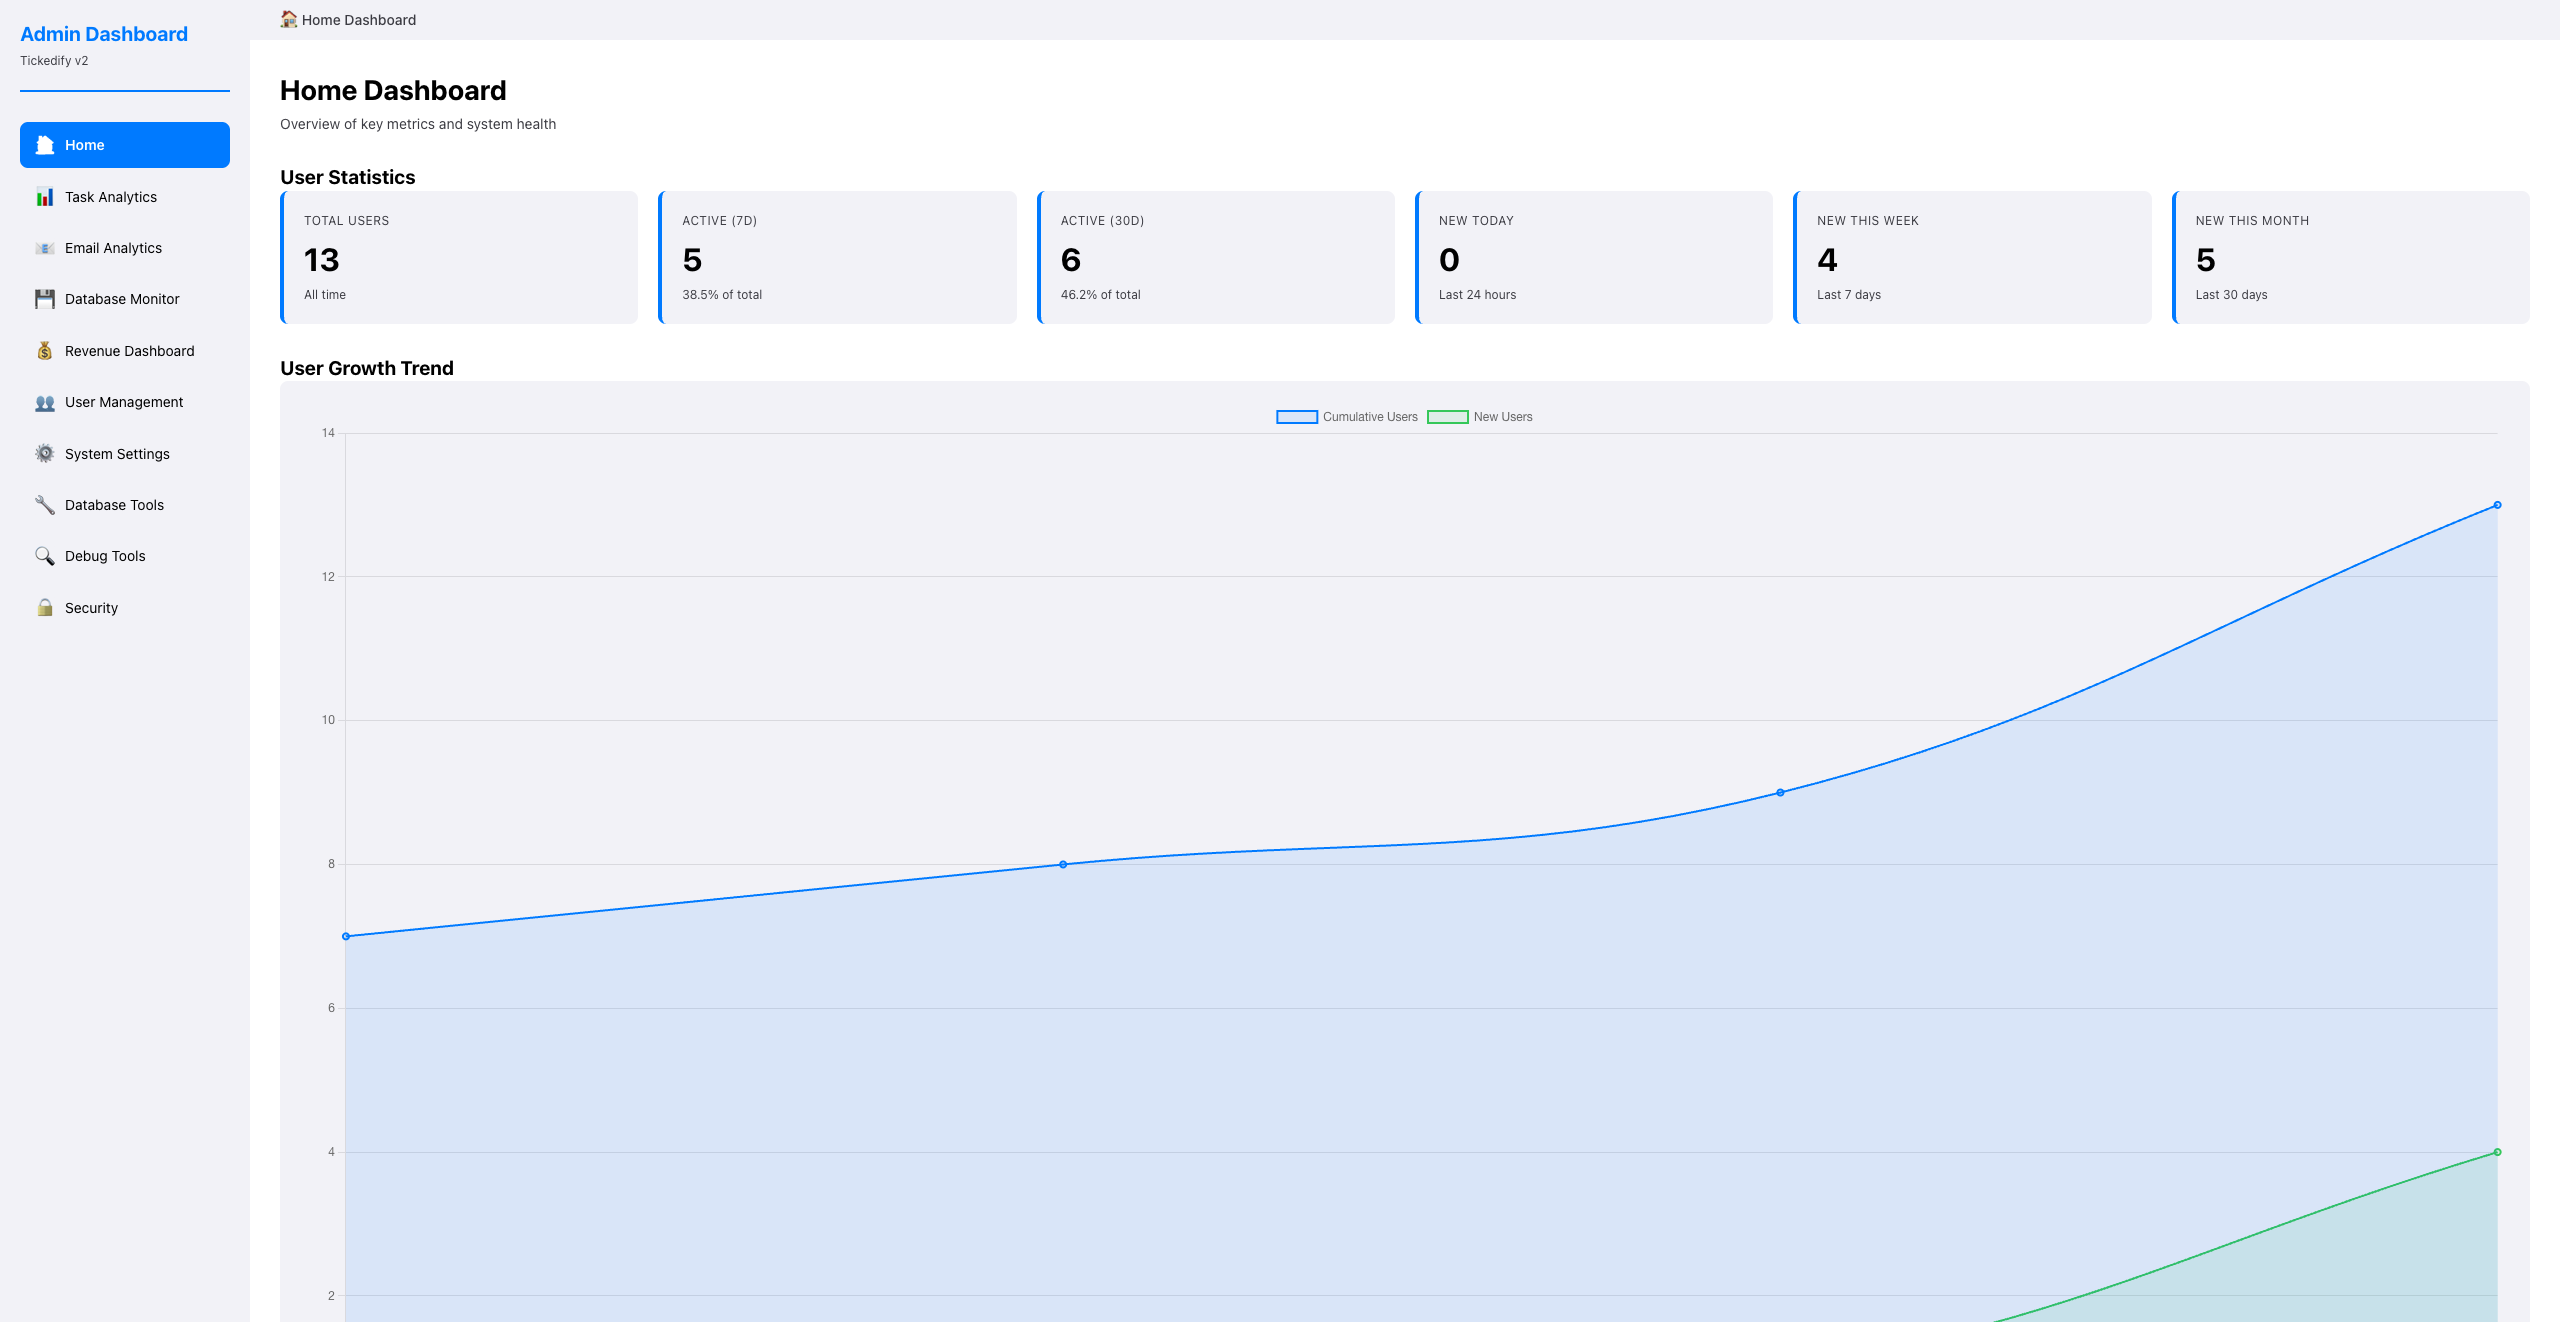 Admin Dashboard
Tickedify v2
Home
Task Analytics
Email Analytics
Database Monitor
Revenue Dashboard
User Management
System Settings
Database Tools
Debug Tools
Security
Home Dashboard
Home Dashboard
Overview of key metrics and system health
User Statistics
TOTAL USERS
13
All time
ACTIVE (7D)
5
38.5% of total
ACTIVE (30D)
6
46.2% of total
NEW TODAY
0
Last 24 hours
NEW THIS WEEK
4
Last 7 days
NEW THIS MONTH
5
Last 30 days
User Growth Trend
Cumulative Users New Users
14
12
10
8
6
4
2